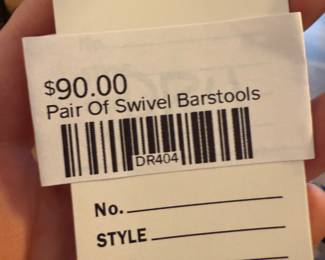 $90.00
Pair Of Swivel Barstools
DR404
No.
STYLE